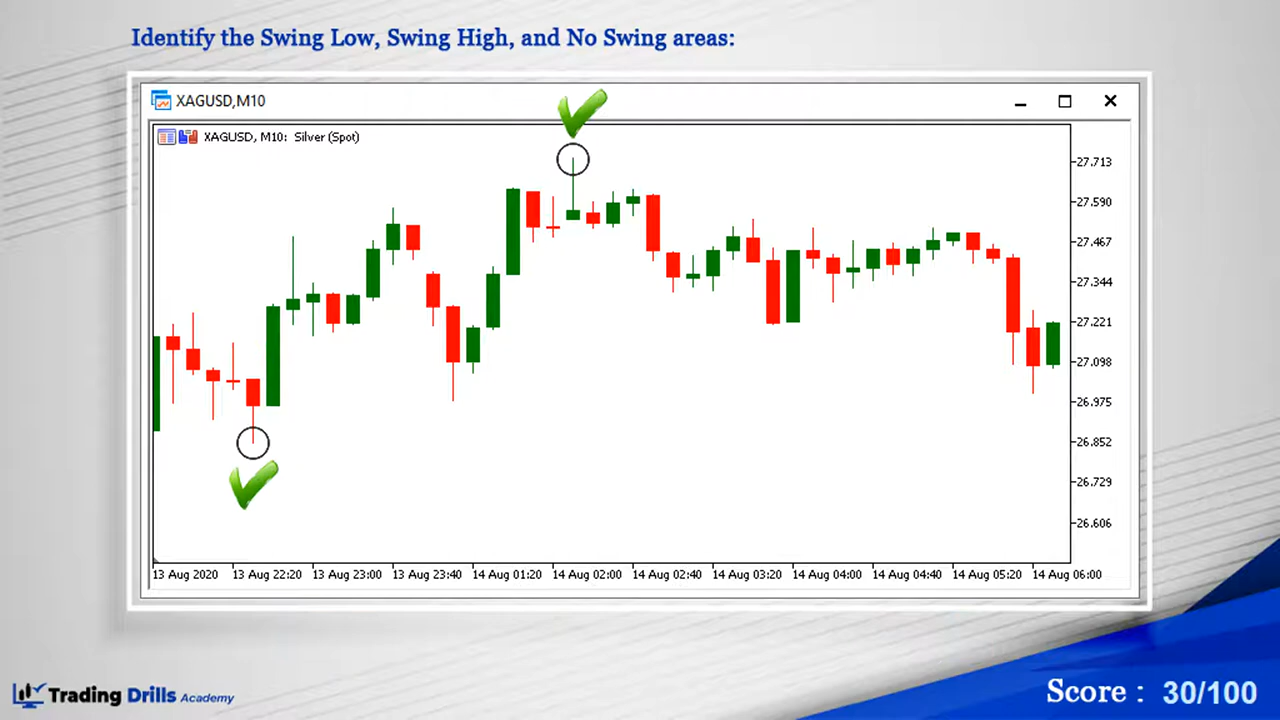 Identify the Swing Low, Swing High, and No Swing areas:
XAGUSD,M10
XAGUSD, M10: Silver (Spot)
27.713
27.590
27.467
27.344
27.221
27.098
26.975
26.852
26.729
26.606
13 Aug 2020 13 Aug 22:20 13 Aug 23:00 13 Aug 23:40 14 Aug 01:20 14 Aug 02:00 14 Aug 02:40 14 Aug 03:20 14 Aug 04:00 14 Aug 04:40 14 Aug 05:20 14 Aug 06:00
Trading Drills Academy
Score : 30/100